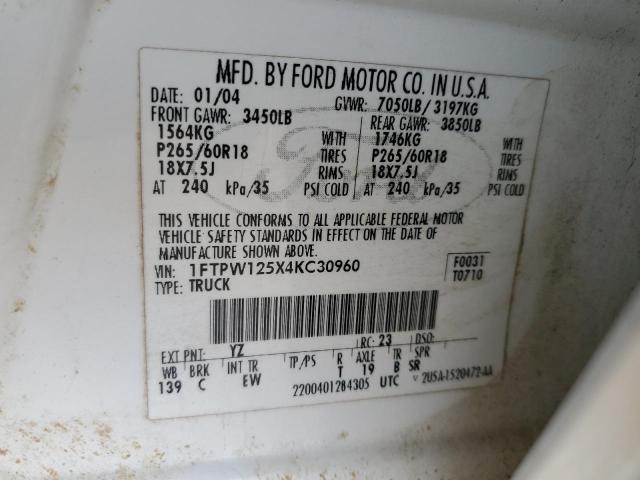 MFD. BY FORD MOTOR CO. IN U.S.A.
DATE: 01/04 GVWR: 7050LB/ 3197KG
FRONT GAWR: 3450LB REAR GAWR: 3850LB
1564KG WITH 1746KG WITH
P265/60R18 TIRES P265/60R18 TIRES
18X7.5J RIMS 18X7.5J RIMS
AT 240 kPa/35 PSI COLD AT 240 kPa/35 PSI COLD
THIS VEHICLE CONFORMS TO ALL APPLICABLE FEDERAL MOTOR
VEHICLE SAFETY STANDARDS IN EFFECT ON THE DATE OF
MANUFACTURE SHOWN ABOVE.
VIN: 1FTPW125X4KC30960 F0031
TYPE: TRUCK T0710
EXT PNT: YZ RC: 23 DSO:
WB BRK INT TR TP/PS R AXLE TR SPR
139 C EW T 19 B SR
2200401284305 UTC
2U5A-1520472-AA
Ford